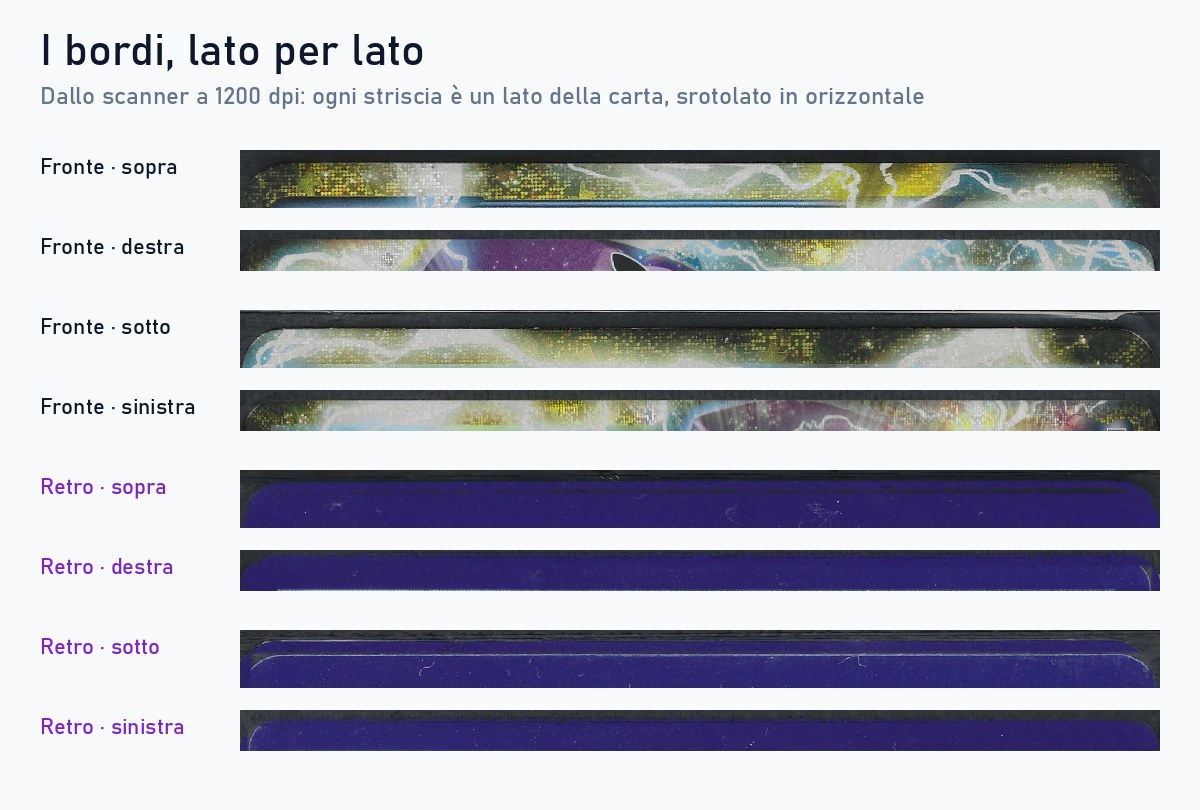 I bordi, lato per lato
Dallo scanner a 1200 dpi: ogni striscia è un lato della carta, srotolato in orizzontale
Fronte · sopra
Fronte · destra
Fronte · sotto
Fronte · sinistra
Retro · sopra
Retro · destra
Retro · sotto
Retro · sinistra